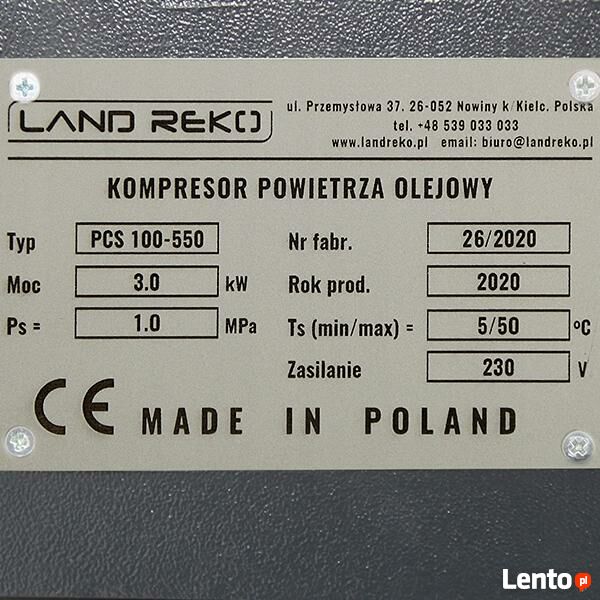 LAND REKO
ul. Przemysłowa 37. 26-052 Nowiny k/Kielc. Polska
tel. +48 539 033 033
www.landreko.pl email: biuro@landreko.pl
KOMPRESOR POWIETRZA OLEJOWY
Typ PCS 100-550 Nr fabr. 26/2020
Moc 3.0 kW Rok prod. 2020
Ps = 1.0 MPa Ts (min/max) = 5/50 ºC
Zasilanie 230 V
CE MADE IN POLAND
Lento.pl